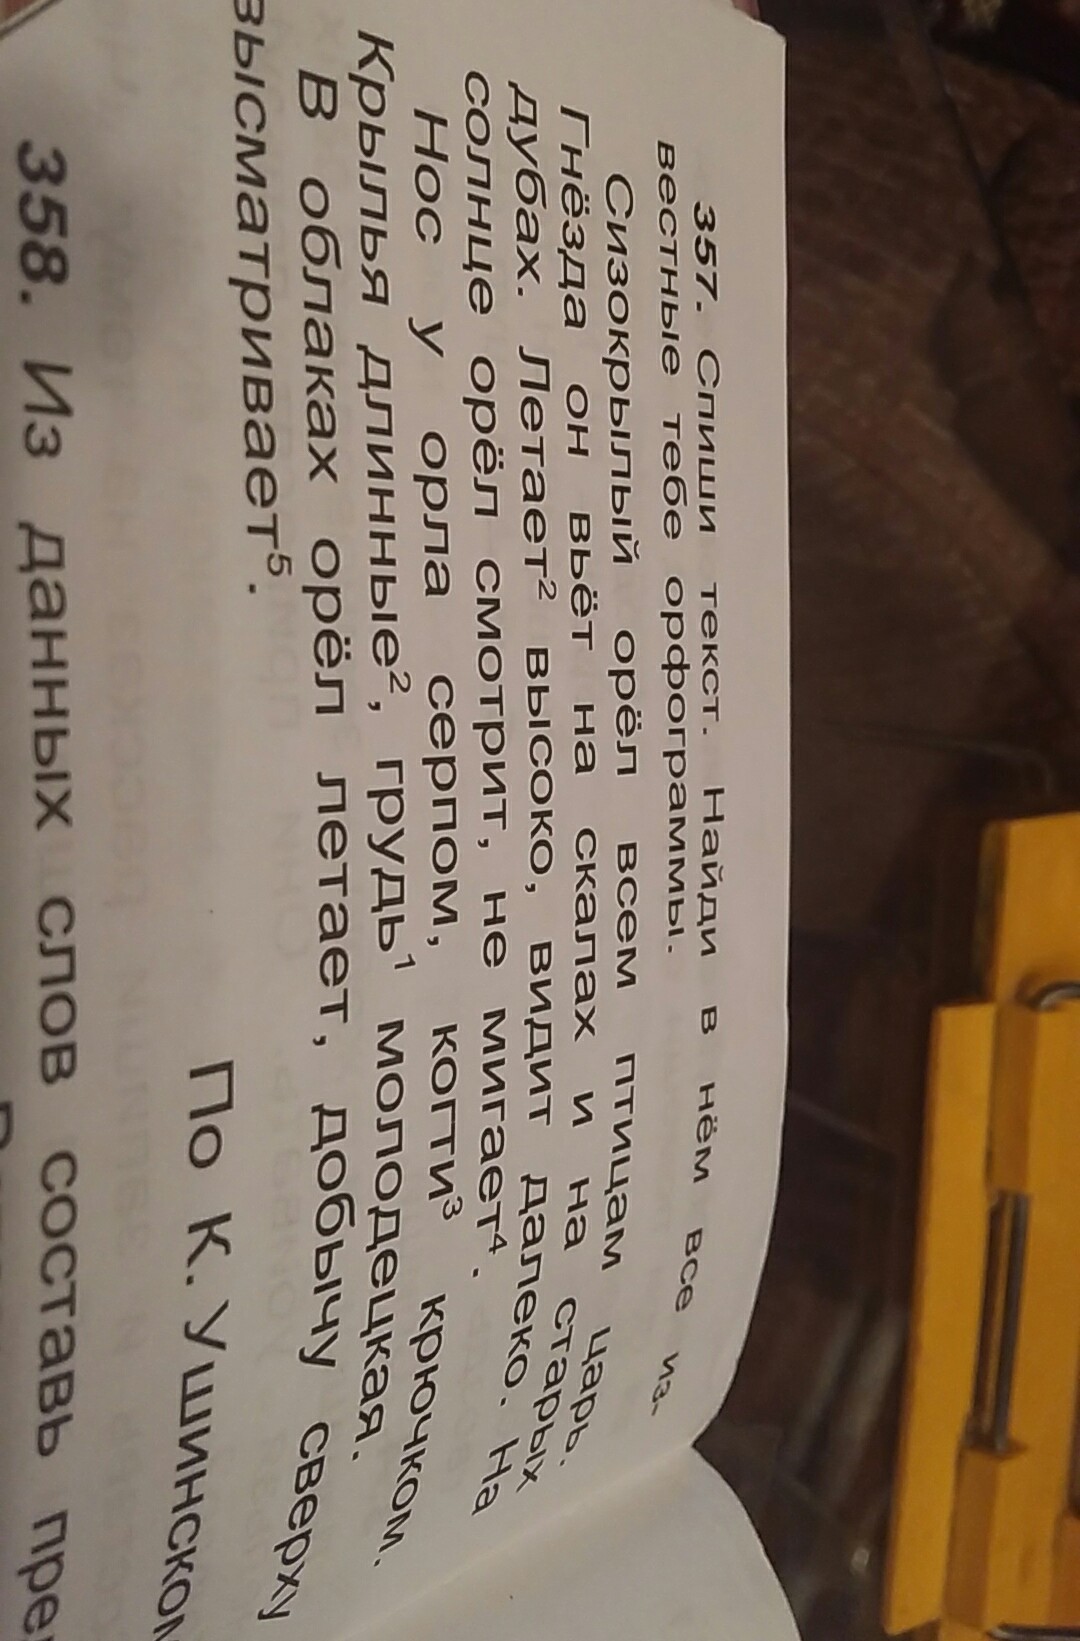 357. Спиши текст. Найди в нём все из-
вестные тебе орфограммы.
Сизокрылый орёл всем птицам царь.
Гнёзда он вьёт на скалах и на старых
дубах. Летает² высоко, видит далеко. На
солнце орёл смотрит, не мигает⁴.
Нос у орла серпом, когти³ крючком.
Крылья длинные², грудь¹ молодецкая.
В облаках орёл летает, добычу сверху
высматривает⁵.
По К. Ушинском
358. Из данных слов составь пре